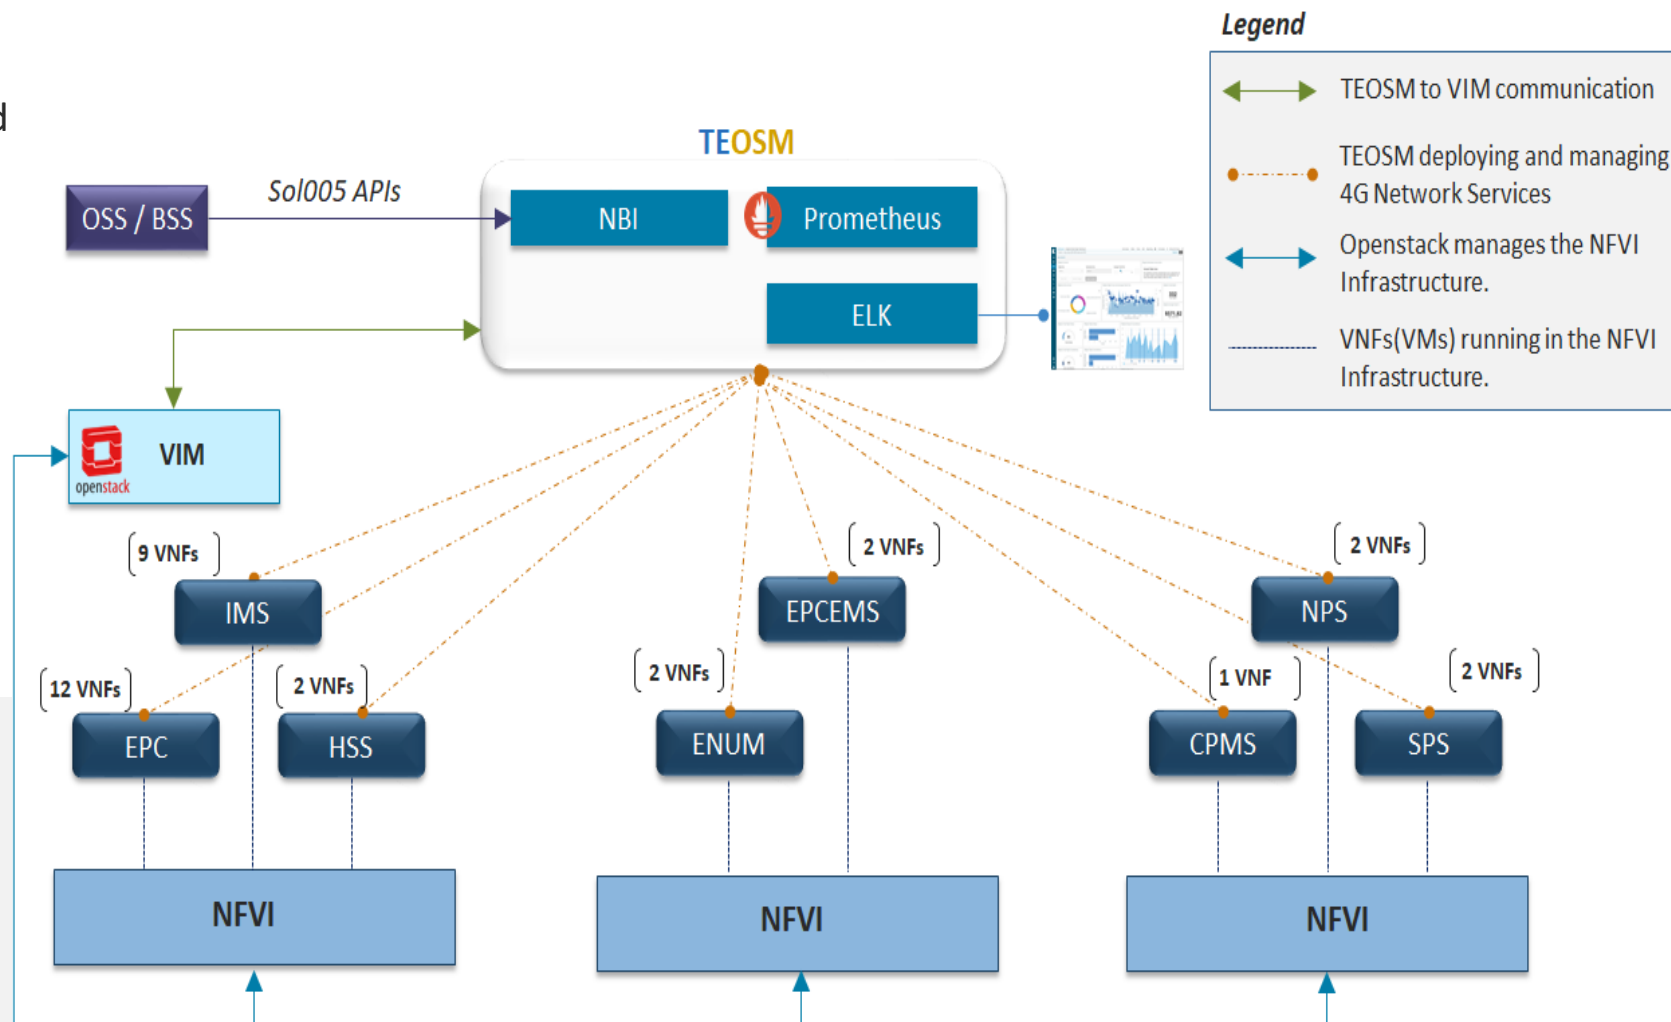 Legend
TEOSM to VIM communication
TEOSM deploying and managing
4G Network Services
Openstack manages the NFVI
Infrastructure.
VNFs(VMs) running in the NFVI
Infrastructure.
d
TEOSM
OSS / BSS
Sol005 APIs
NBI
Prometheus
ELK
VIM
openstack
9 VNFs
IMS
2 VNFs
EPCEMS
2 VNFs
NPS
12 VNFs
EPC
2 VNFs
HSS
2 VNFs
ENUM
1 VNF
CPMS
2 VNFs
SPS
NFVI
NFVI
NFVI